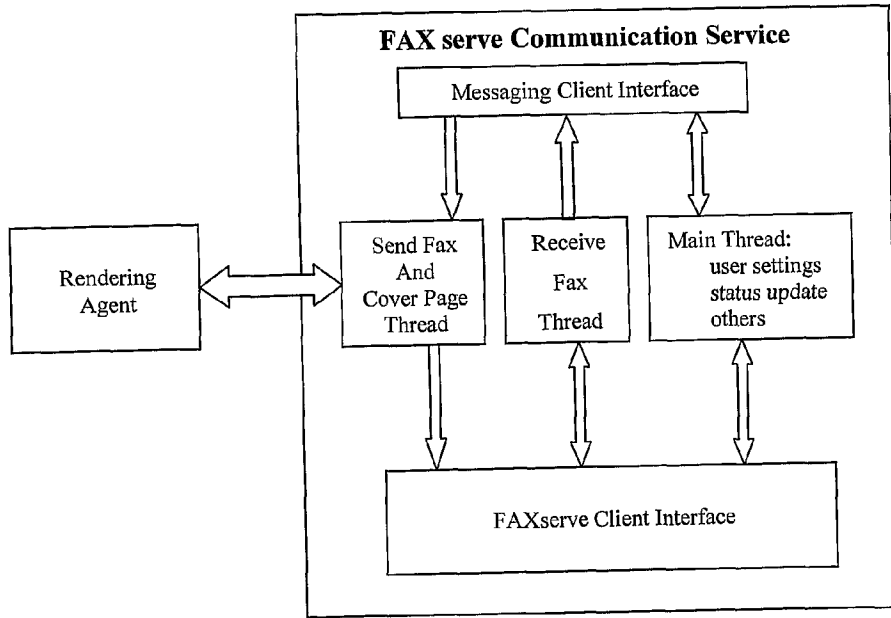 FAX serve Communication Service
Messaging Client Interface
Rendering
Agent
Send Fax
And
Cover Page
Thread
Receive
Fax
Thread
Main Thread:
user settings
status update
others
FAXserve Client Interface